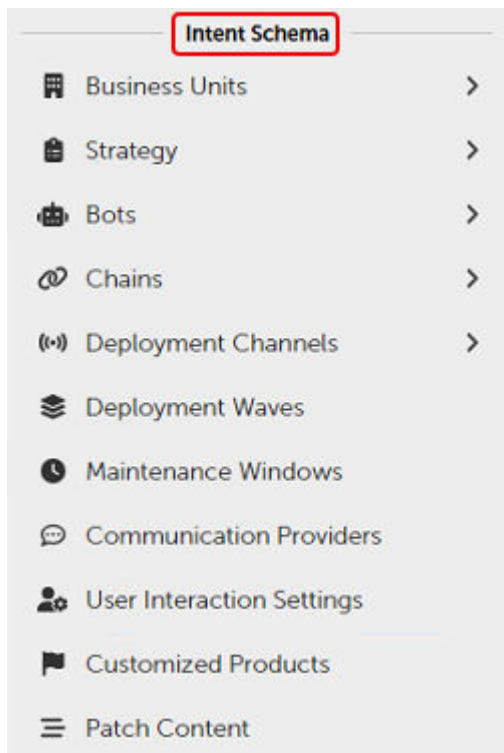 Intent Schema
Business Units
Strategy
Bots
Chains
Deployment Channels
Deployment Waves
Maintenance Windows
Communication Providers
User Interaction Settings
Customized Products
Patch Content